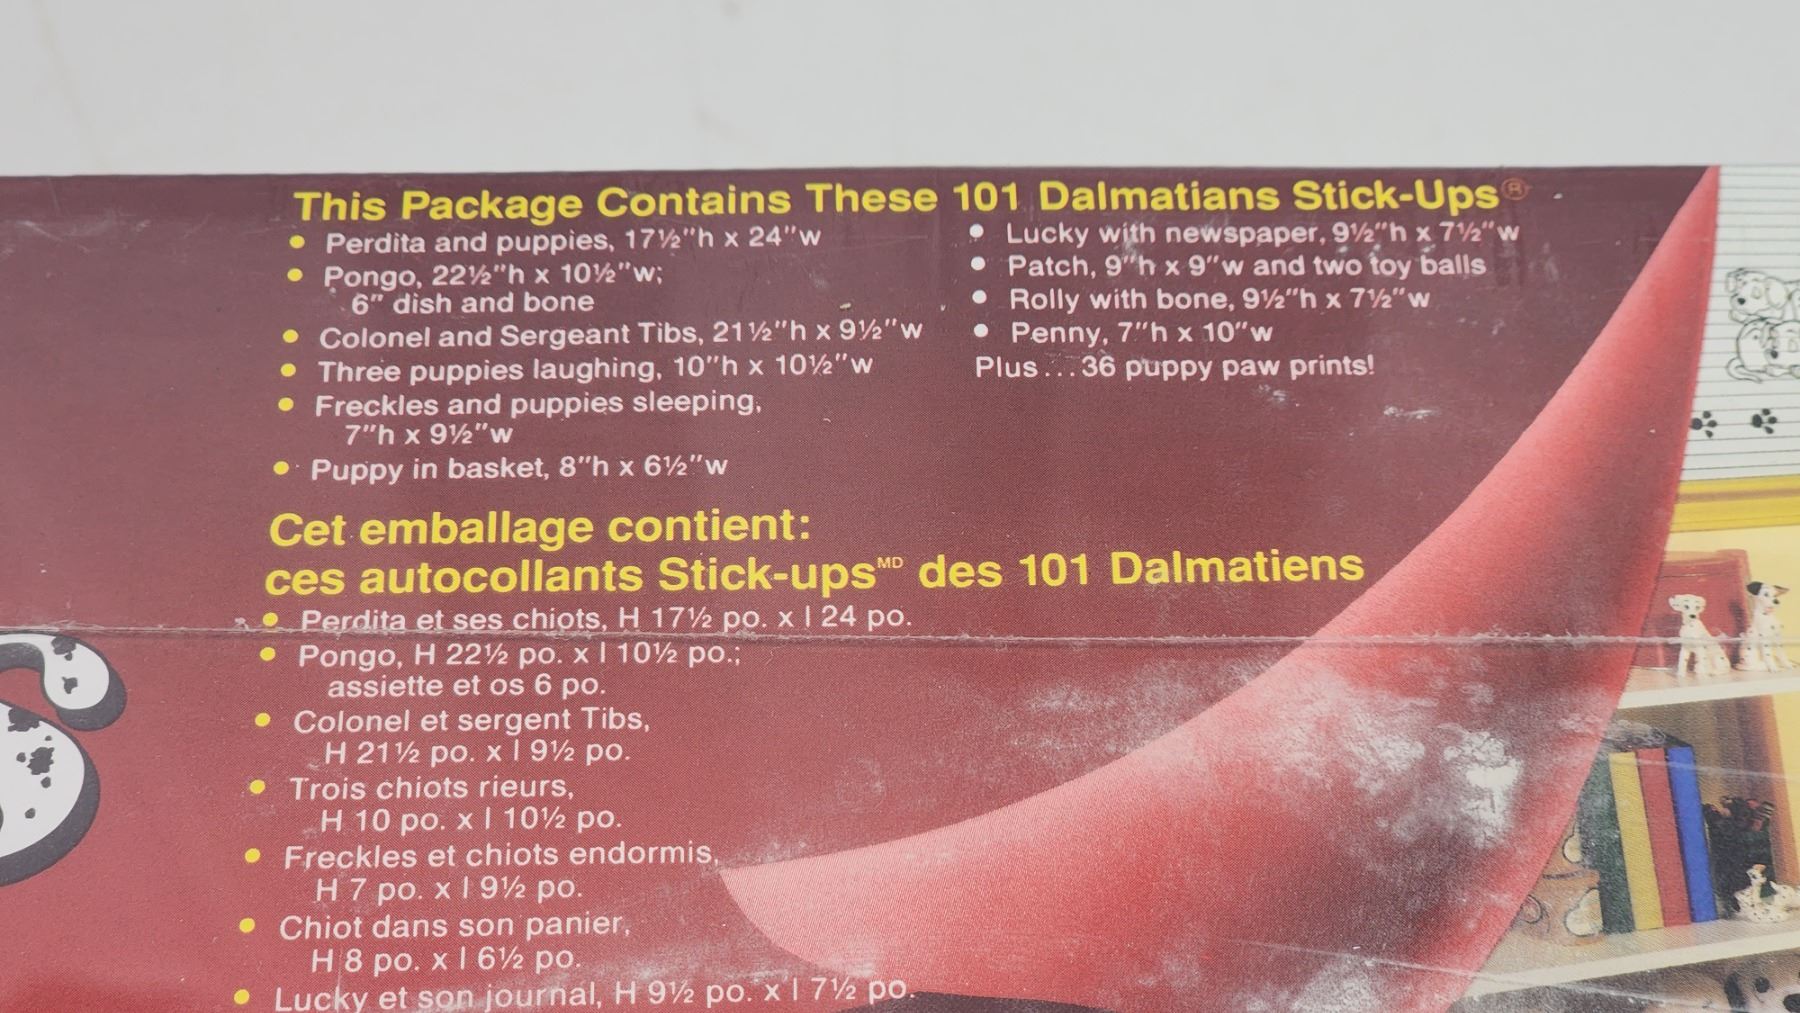 This Package Contains These 101 Dalmatians Stick-Ups®
• Perdita and puppies, 17½"h x 24"w
• Pongo, 22½"h x 10½"w;
6" dish and bone
• Colonel and Sergeant Tibs, 21½"h x 9½"w
• Three puppies laughing, 10"h x 10½"w
• Freckles and puppies sleeping,
7"h x 9½"w
• Puppy in basket, 8"h x 6½"w
• Lucky with newspaper, 9½"h x 7½"w
• Patch, 9"h x 9"w and two toy balls
• Rolly with bone, 9½"h x 7½"w
• Penny, 7"h x 10"w
Plus...36 puppy paw prints!
Cet emballage contient:
ces autocollants Stick-ups MD des 101 Dalmatiens
• Perdita et ses chiots, H 17½ po. x l 24 po.
• Pongo, H 22½ po. x l 10½ po.;
assiette et os 6 po.
• Colonel et sergent Tibs,
H 21½ po. x l 9½ po.
• Trois chiots rieurs,
H 10 po. x l 10½ po.
• Freckles et chiots endormis,
H 7 po. x l 9½ po.
• Chiot dans son panier,
H 8 po. x l 6½ po.
• Lucky et son journal, H 9½ po. x l 7½ po.